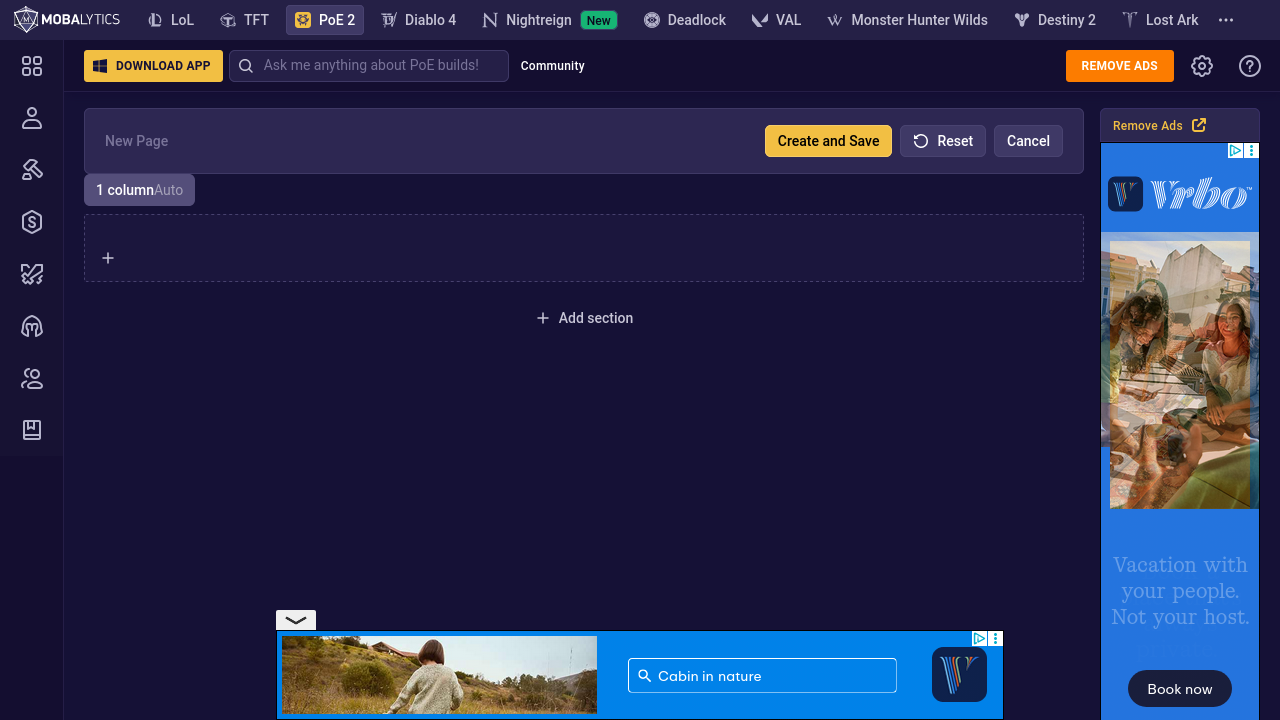 MOBALYTICS
LoL
TFT
PoE 2
Diablo 4
Nightreign
New
Deadlock
VAL
Monster Hunter Wilds
Destiny 2
Lost Ark
DOWNLOAD APP
Ask me anything about PoE builds!
Community
REMOVE ADS
New Page
Create and Save
Reset
Cancel
Remove Ads
1 column Auto
Vrbo
Add section
Vacation with
your people.
Not your host.
Book now
Cabin in nature